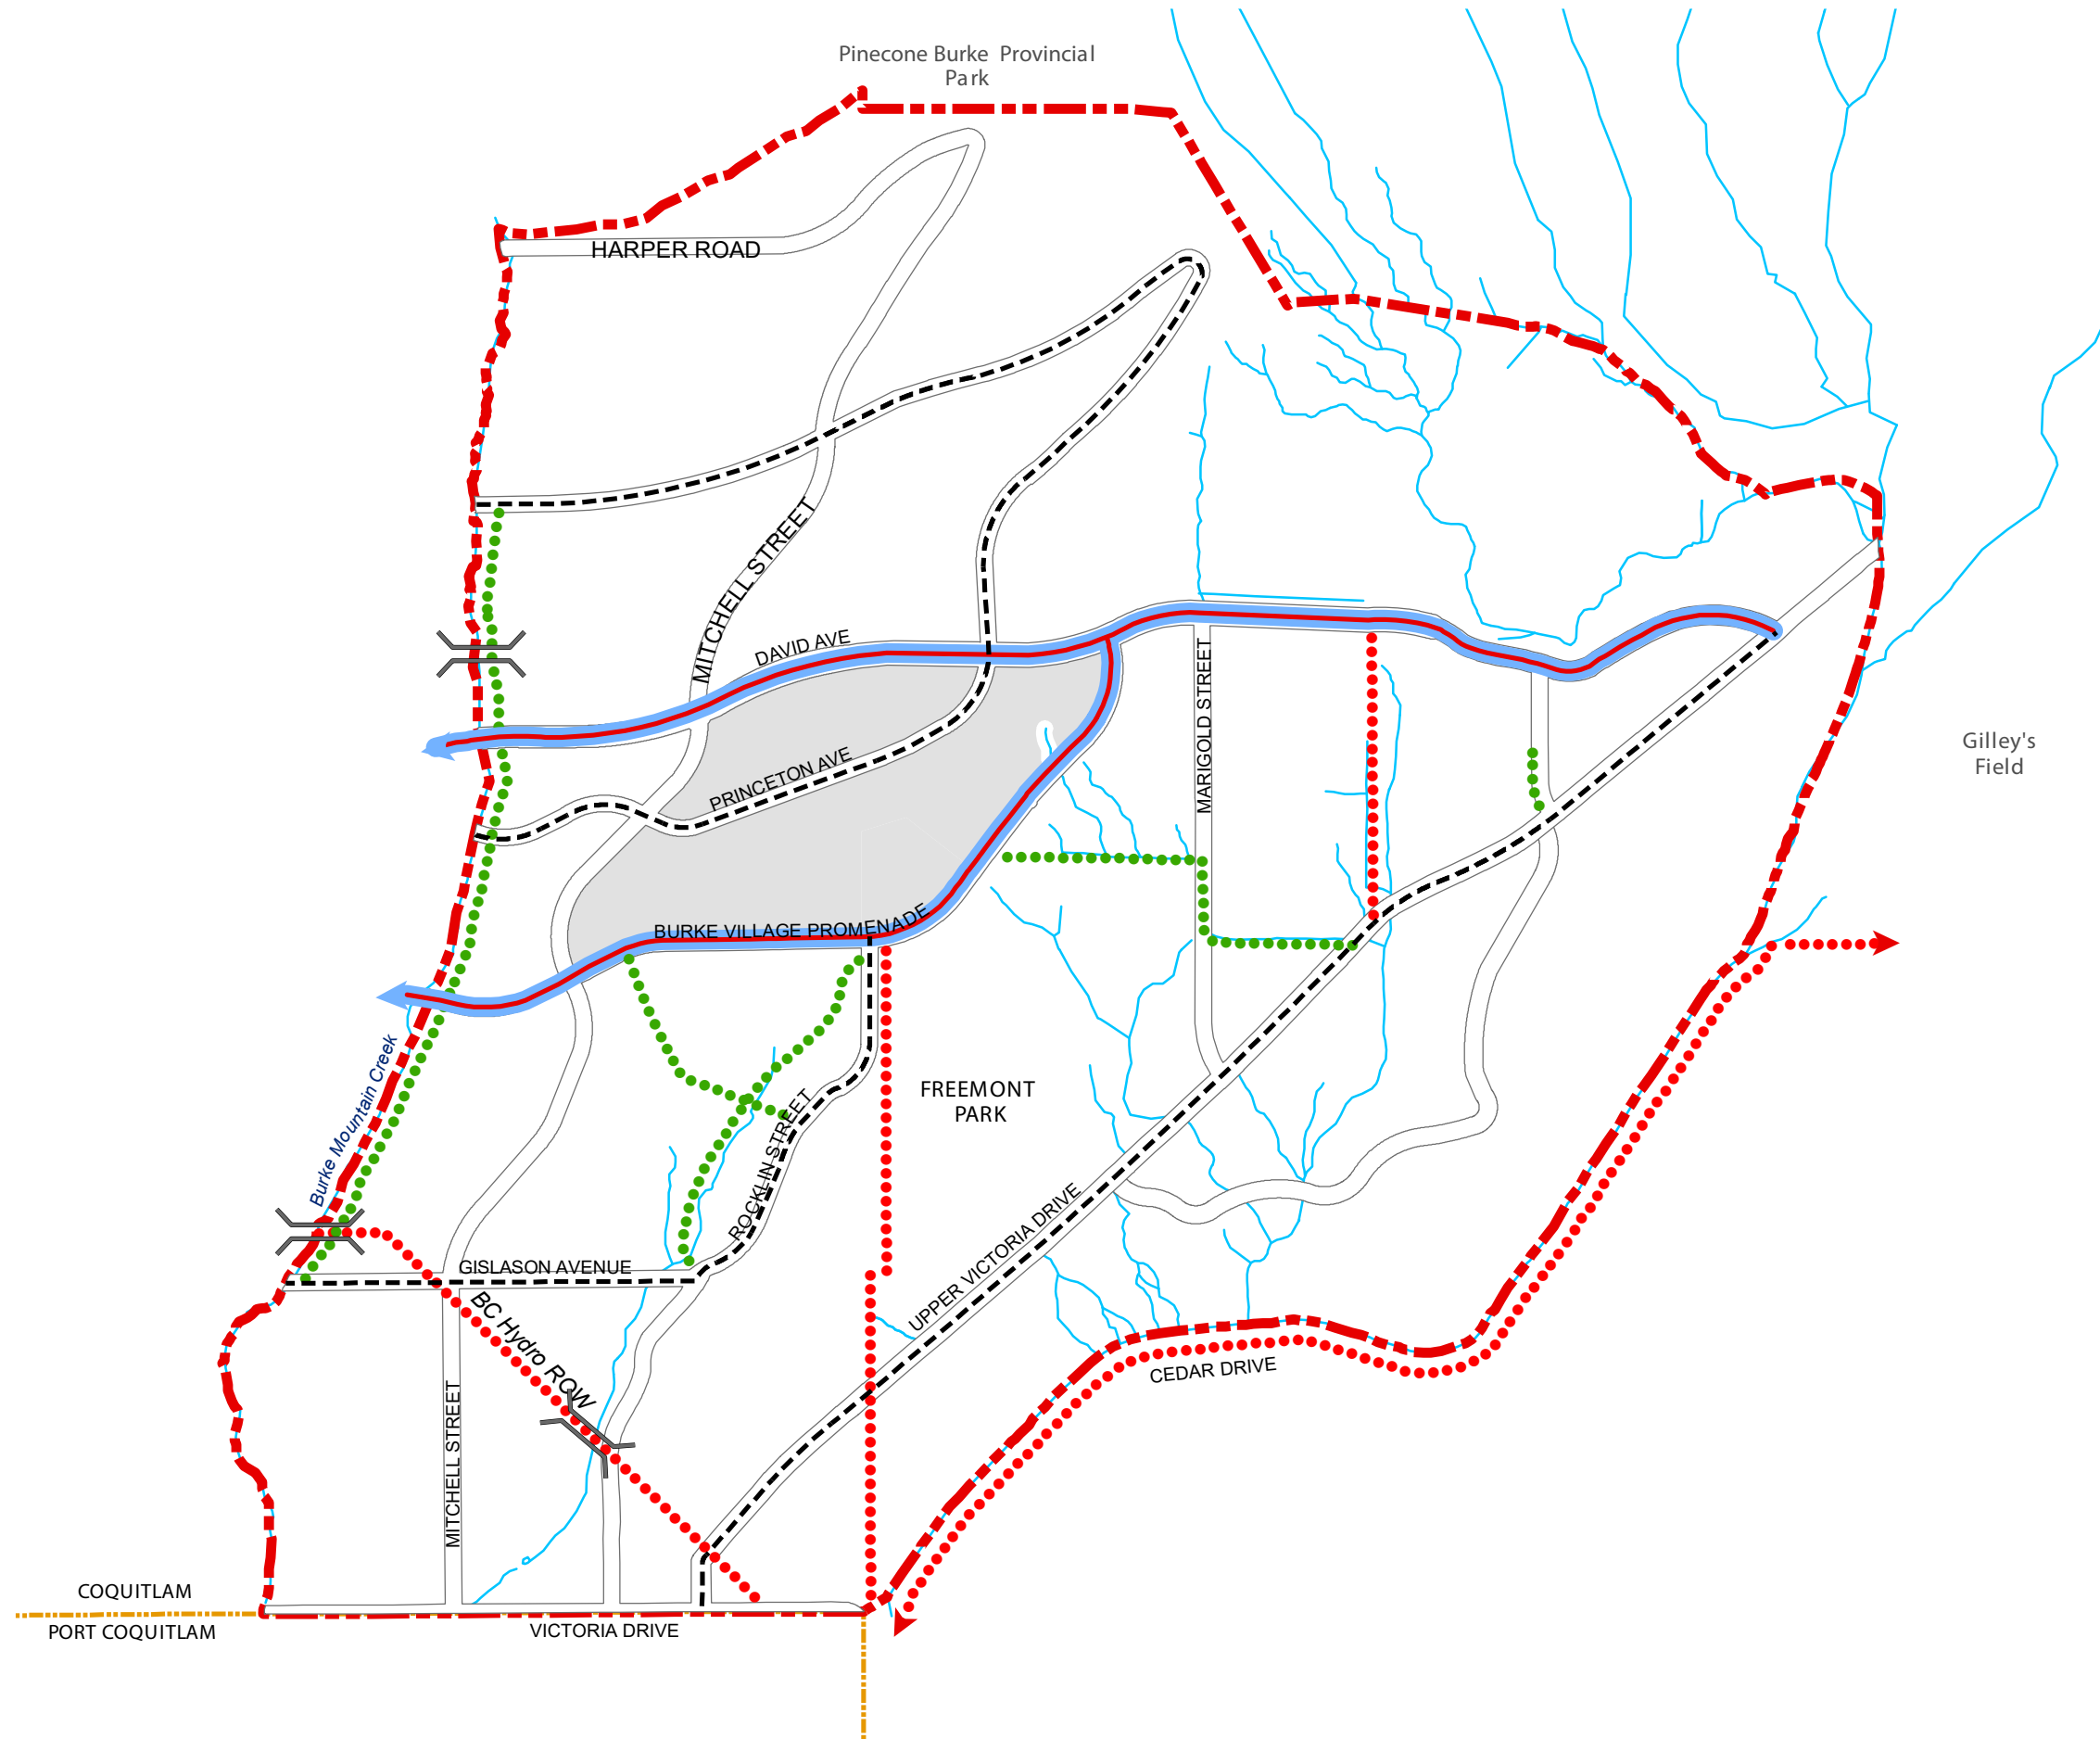 Pinecone Burke Provincial
Park
HARPER ROAD
MITCHELL STREET
DAVID AVE
MARIGOLD STREET
Gilley's
Field
PRINCETON AVE
BURKE VILLAGE PROMENADE
Burke Mountain Creek
FREEMONT
PARK
ROCKLIN STREET
UPPER VICTORIA DRIVE
GISLASON AVENUE
BC Hydro ROW
CEDAR DRIVE
MITCHELL STREET
COQUITLAM
PORT COQUITLAM
VICTORIA DRIVE